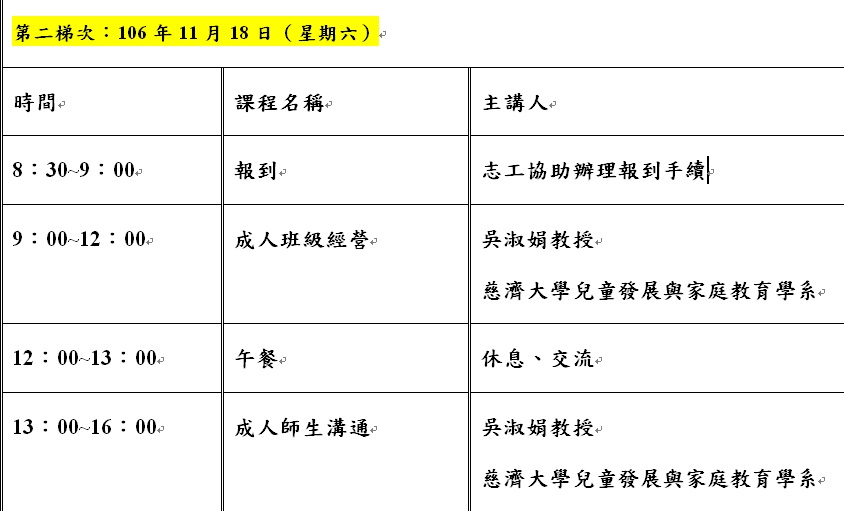 第二梯次：106 年 11 月 18 日（星期六）
時間 課程名稱 主講人
8：30~9：00 報到 志工協助辦理報到手續
9：00~12：00 成人班級經營 吳淑娟教授
慈濟大學兒童發展與家庭教育學系
12：00~13：00 午餐 休息、交流
13：00~16：00 成人師生溝通 吳淑娟教授
慈濟大學兒童發展與家庭教育學系